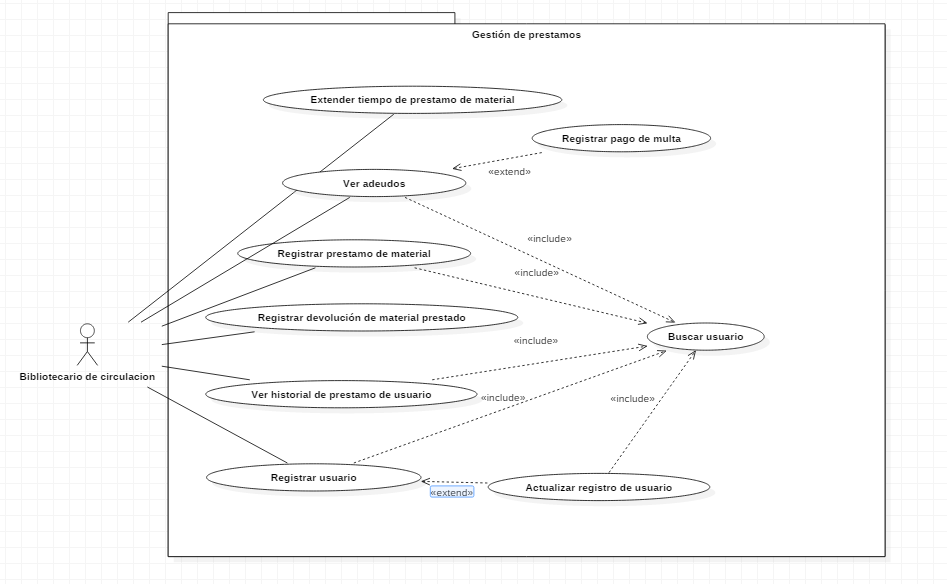 Gestión de prestamos
Extender tiempo de prestamo de material
Registrar pago de multa
«extend»
Ver adeudos
«include»
Registrar prestamo de material
«include»
Registrar devolución de material prestado
Buscar usuario
«include»
Bibliotecario de circulacion
Ver historial de prestamo de usuario
«include»
«include»
Registrar usuario
Actualizar registro de usuario
«extend»